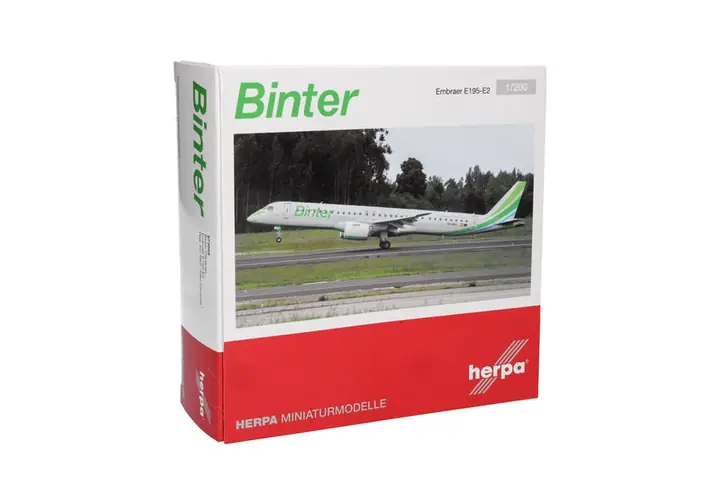 Binter
Embraer E195-E2
1/200
Binter
Binter
herpa
HERPA MINIATURMODELLE
herpa